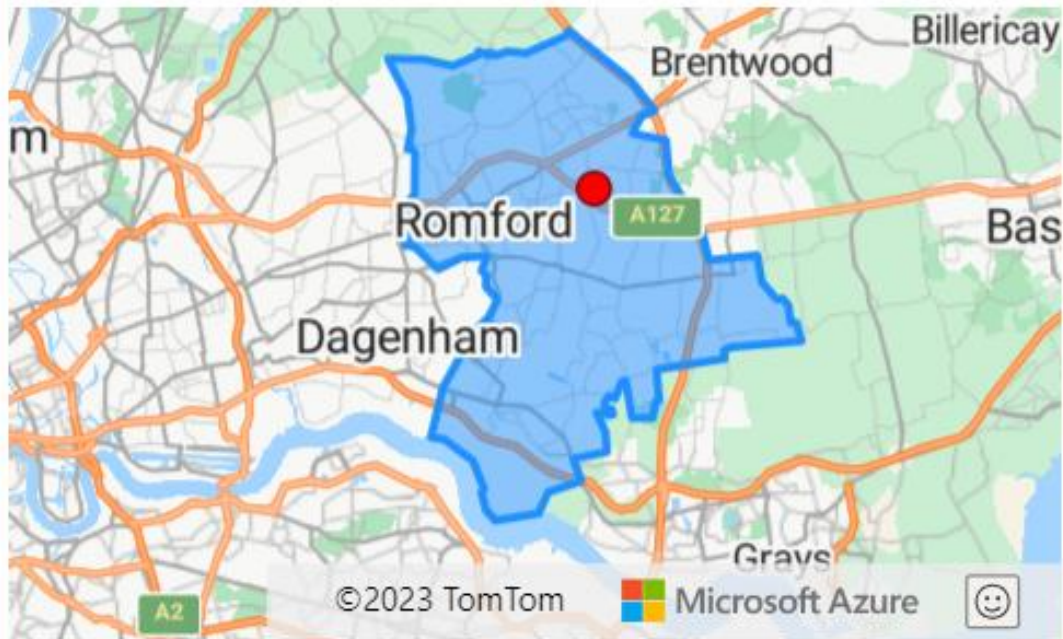 Billericay
Brentwood
m
Romford
A127
Bas
Dagenham
Grays
©2023 TomTom
Microsoft Azure
A2